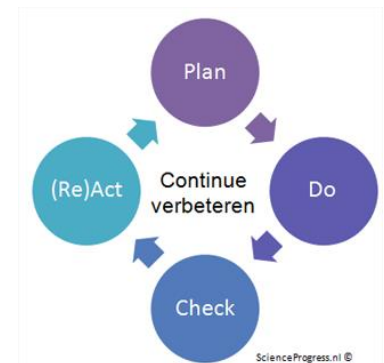 Plan
Do
Check
(Re)Act
Continue
verbeteren
ScienceProgress.nl ©